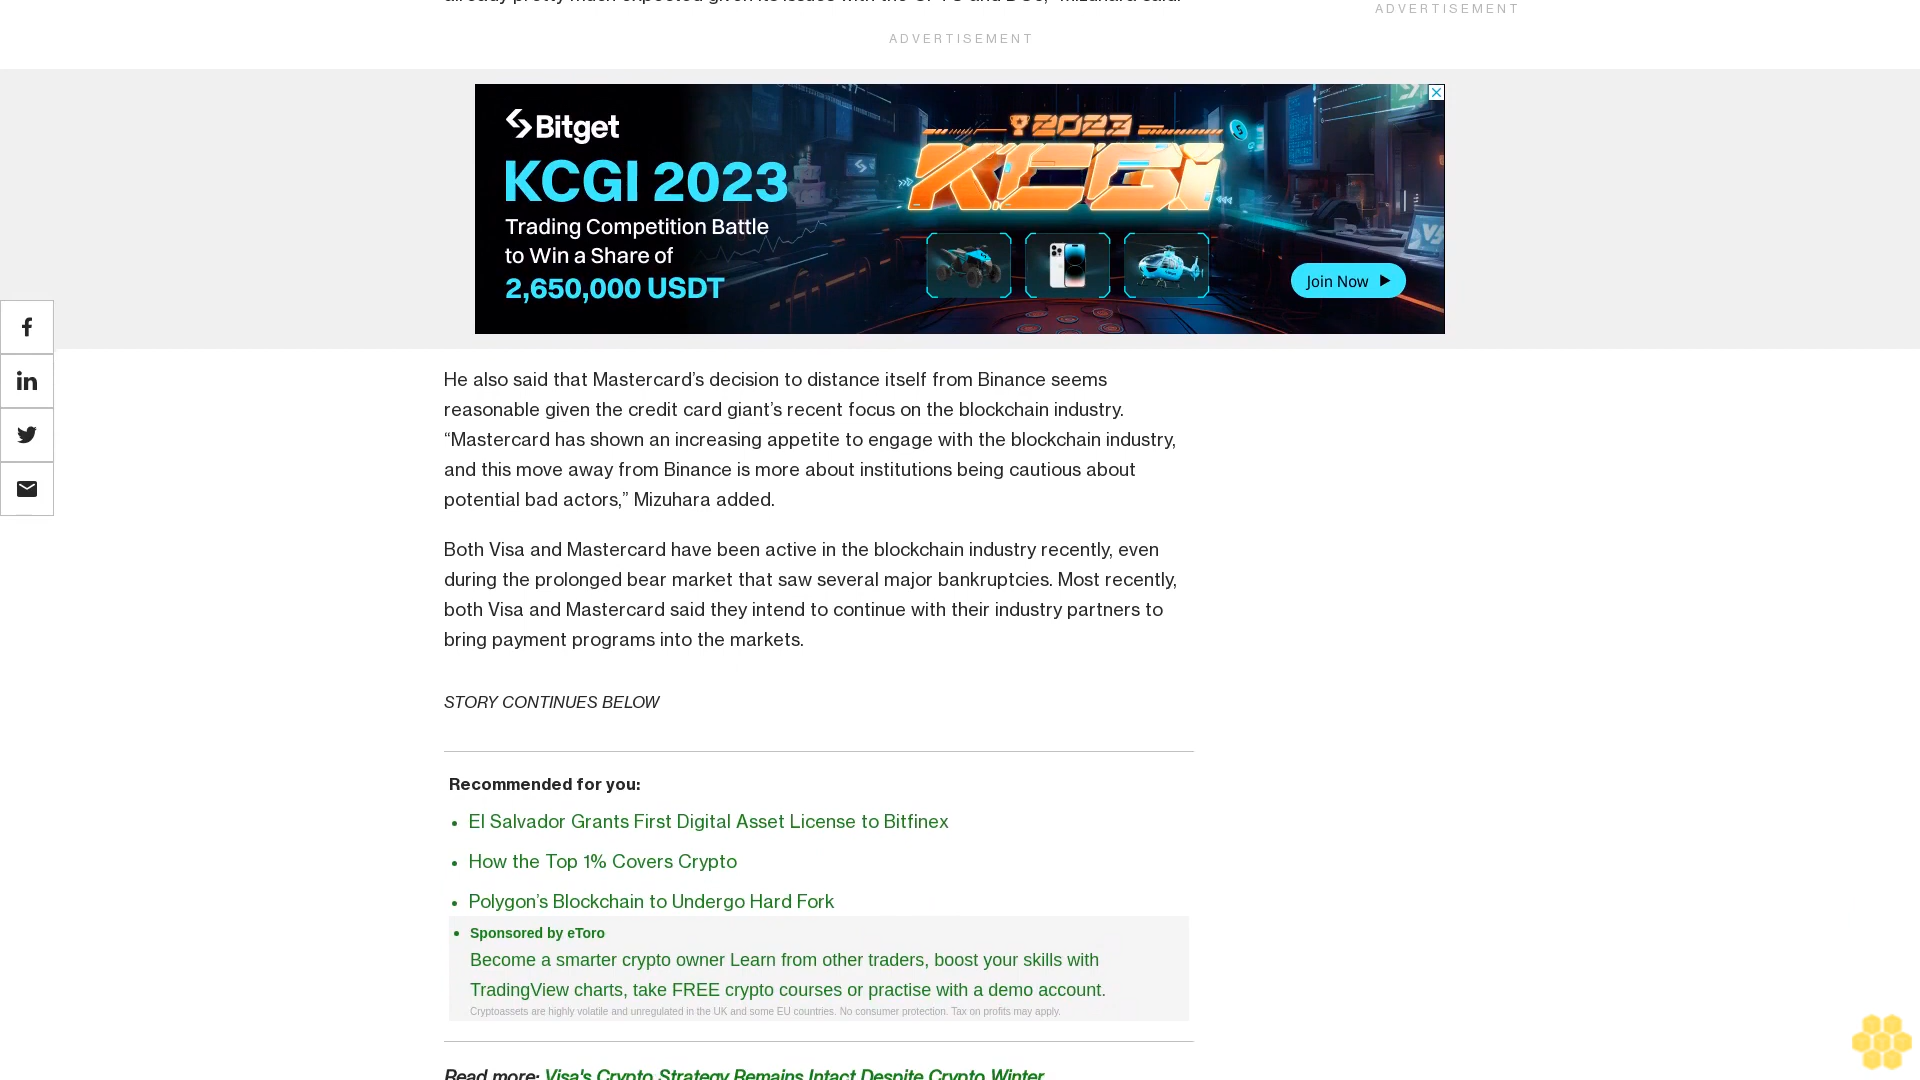 ADVERTISEMENT
ADVERTISEMENT
Bitget
KCGI 2023
Trading Competition Battle
to Win a Share of
2,650,000 USDT
2023
KCGI
Join Now
He also said that Mastercard’s decision to distance itself from Binance seems
reasonable given the credit card giant’s recent focus on the blockchain industry.
“Mastercard has shown an increasing appetite to engage with the blockchain industry,
and this move away from Binance is more about institutions being cautious about
potential bad actors,” Mizuhara added.
Both Visa and Mastercard have been active in the blockchain industry recently, even
during the prolonged bear market that saw several major bankruptcies. Most recently,
both Visa and Mastercard said they intend to continue with their industry partners to
bring payment programs into the markets.
STORY CONTINUES BELOW
Recommended for you:
• El Salvador Grants First Digital Asset License to Bitfinex
• How the Top 1% Covers Crypto
• Polygon’s Blockchain to Undergo Hard Fork
• Sponsored by eToro
Become a smarter crypto owner Learn from other traders, boost your skills with
TradingView charts, take FREE crypto courses or practise with a demo account.
Cryptoassets are highly volatile and unregulated in the UK and some EU countries. No consumer protection. Tax on profits may apply.
Read more: Visa's Crypto Strategy Remains Intact Despite Crypto Winter